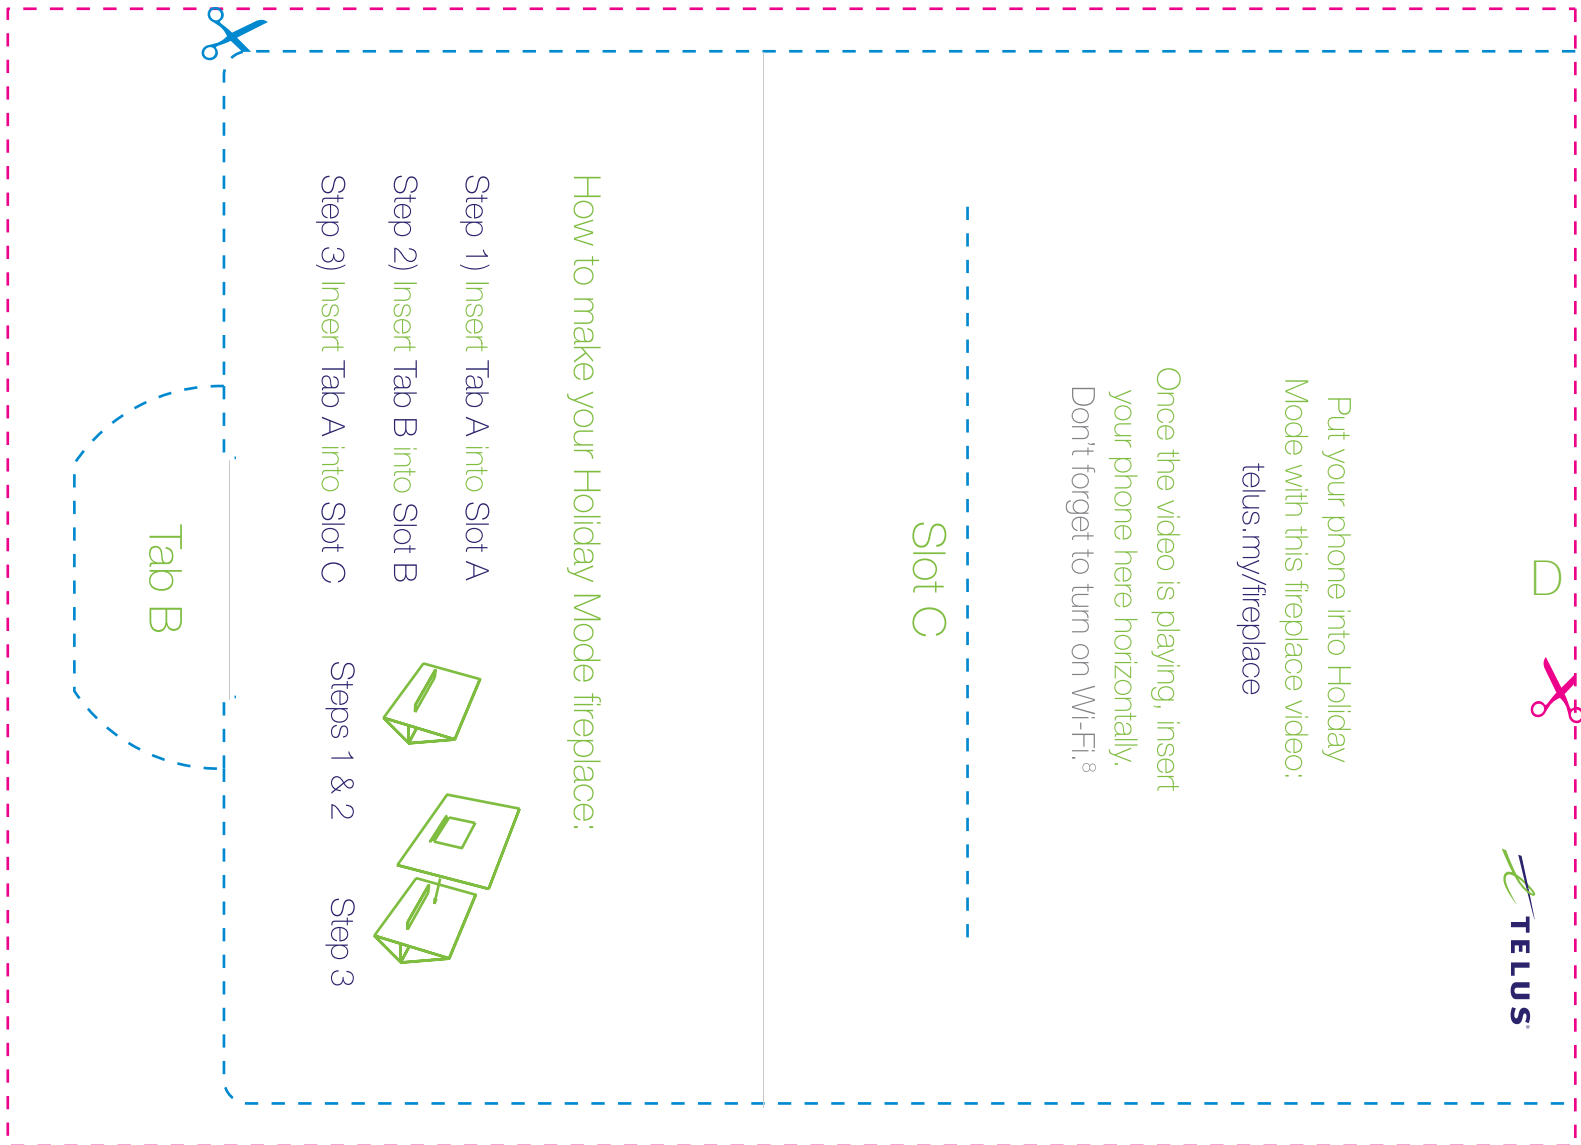 D
TELUS
Put your phone into Holiday
Mode with this fireplace video:
telus.my/fireplace
Once the video is playing, insert
your phone here horizontally.
Don't forget to turn on Wi-Fi.8
Slot C
How to make your Holiday Mode fireplace:
Step 1) Insert Tab A into Slot A
Step 2) Insert Tab B into Slot B
Step 3) Insert Tab A into Slot C
Steps 1 & 2
Step 3
Tab B